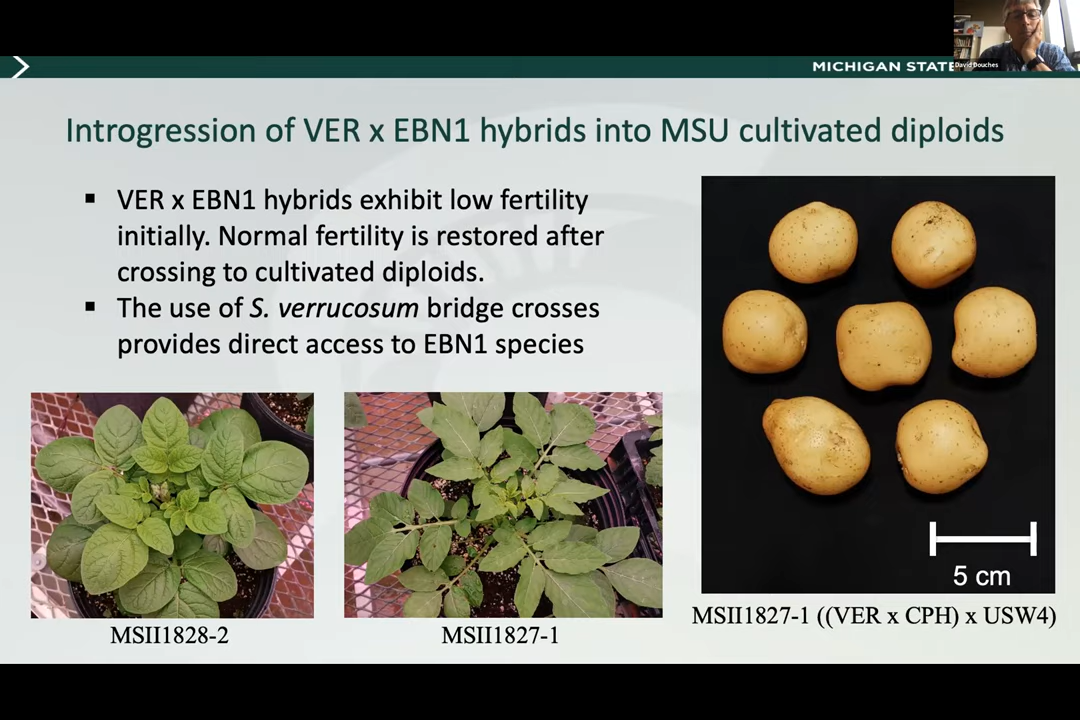 MICHIGAN STATE
David Douches
Introgression of VER x EBN1 hybrids into MSU cultivated diploids
▪ VER x EBN1 hybrids exhibit low fertility
initially. Normal fertility is restored after
crossing to cultivated diploids.
▪ The use of S. verrucosum bridge crosses
provides direct access to EBN1 species
5 cm
MSII1828-2
MSII1827-1
MSII1827-1 ((VER x CPH) x USW4)